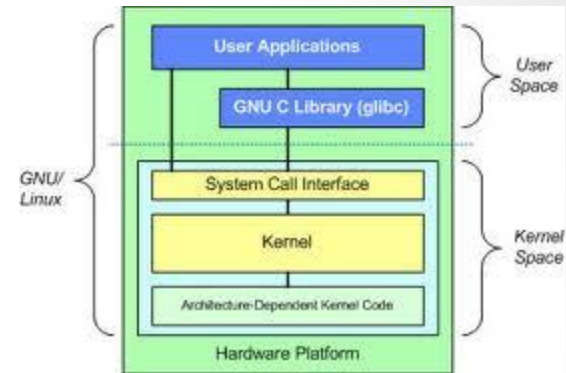 User Applications
User
Space
GNU C Library (glibc)
GNU/
Linux
System Call Interface
Kernel
Kernel
Space
Architecture-Dependent Kernel Code
Hardware Platform